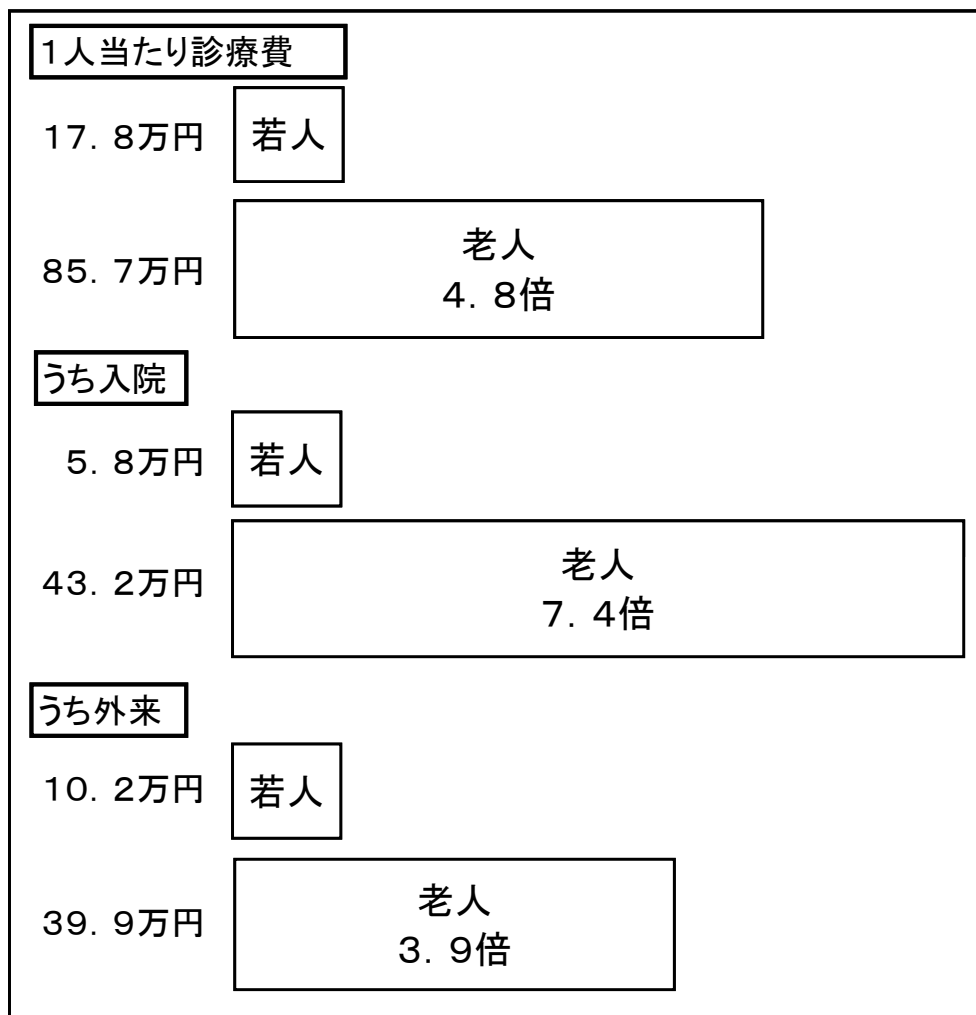 １人当たり診療費
１７．８万円
若人
８５．７万円
老人
４．８倍
うち入院
５．８万円
若人
４３．２万円
老人
７．４倍
うち外来
１０．２万円
若人
３９．９万円
老人
３．９倍